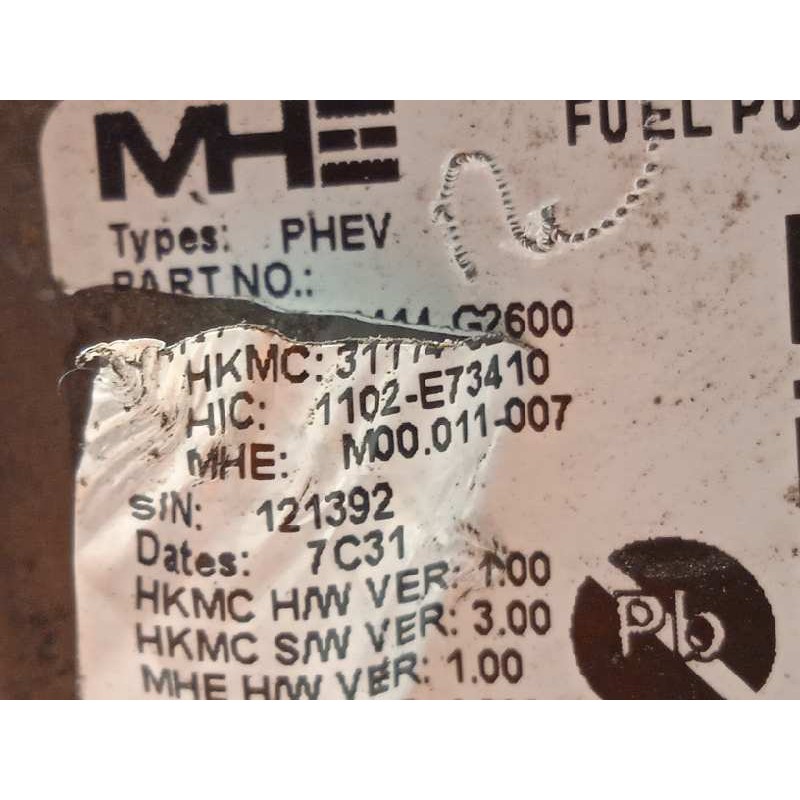 MHE
FUEL PU
Types: PHEV
PART NO.:
HKMC: 31114-G2600
HIC: 1102-E73410
MHE: M00.011-007
S/N: 121392
Dates: 7C31
HKMC H/W VER: 1.00
HKMC S/W VER: 3.00
MHE H/W VER: 1.00
Pb